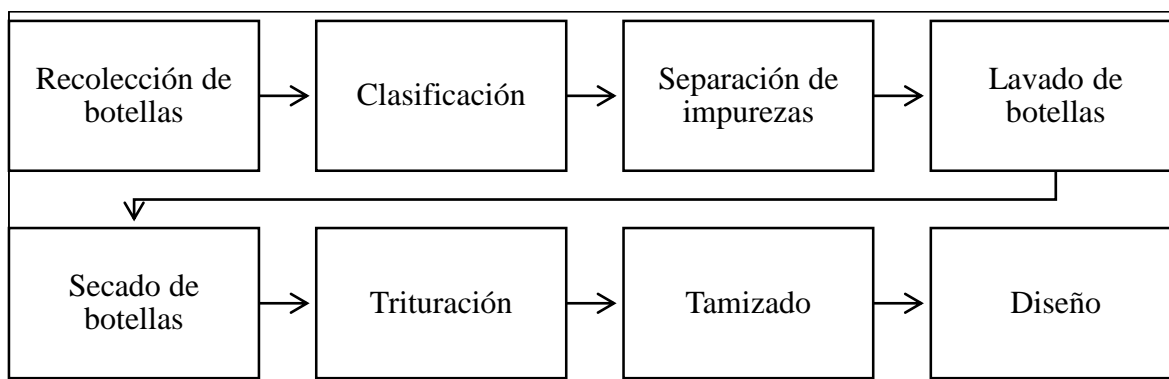 Recolección de
botellas
Clasificación
Separación de
impurezas
Lavado de
botellas
Secado de
botellas
Trituración
Tamizado
Diseño